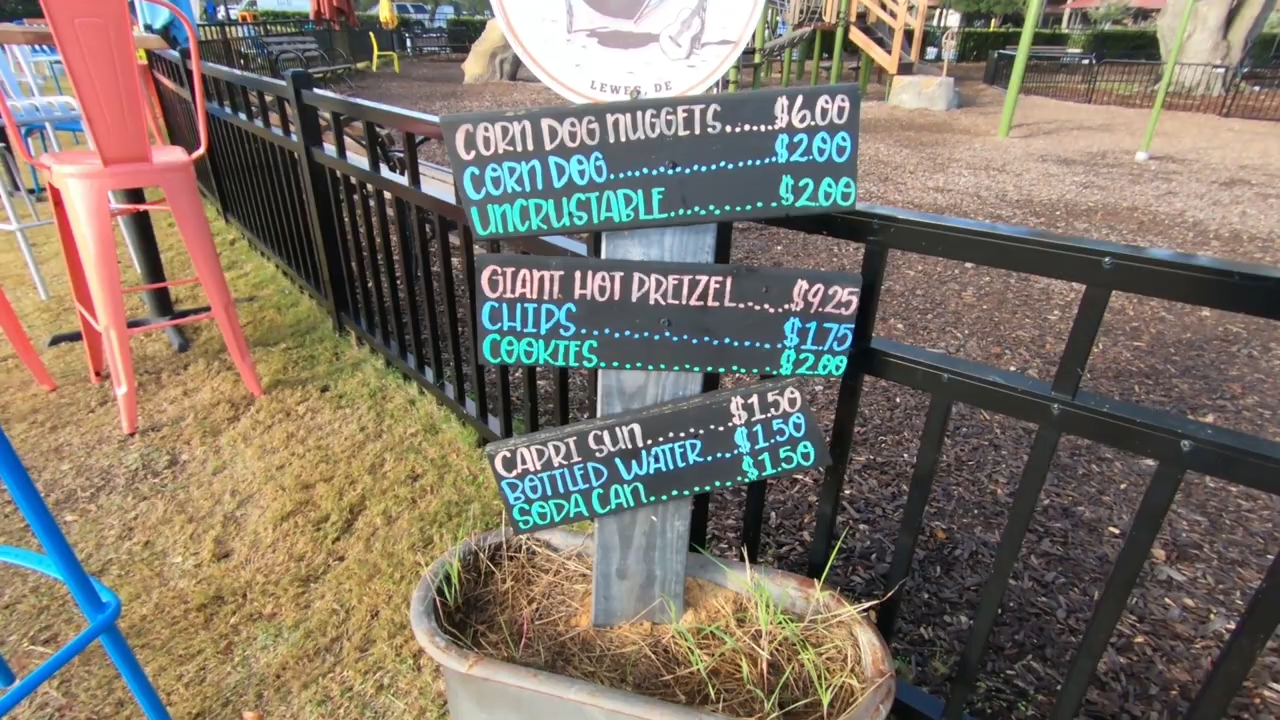 LEWES, DE
CORN DOG NUGGETS......$6.00
CORN DOG...............$2.00
UNCRUSTABLE..........$2.00
GIANT HOT PRETZEL......$9.25
CHIPS..................$1.75
COOKIES................$2.00
CAPRI SUN........$1.50
BOTTLED WATER....$1.50
SODA CAN.........$1.50